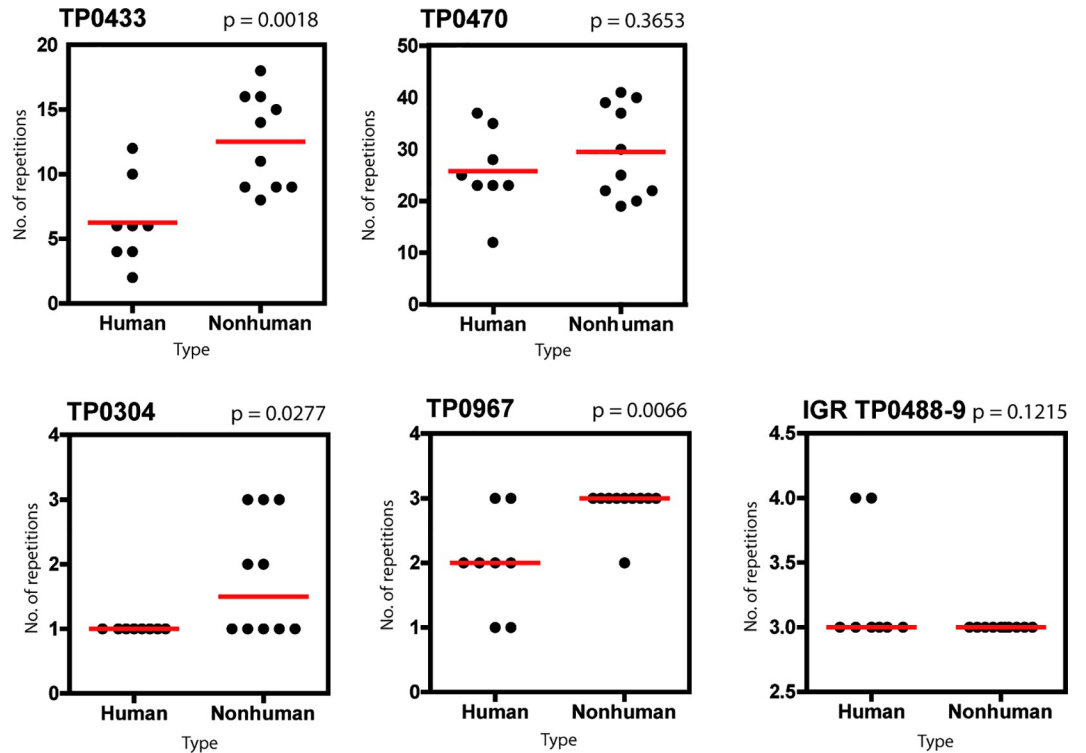 TP0433 p = 0.0018
20
15
10
5
0
No. of repetitions
Human Nonhuman
Type
TP0470 p = 0.3653
50
40
30
20
10
0
No. of repetitions
Human Nonhuman
Type
TP0304 p = 0.0277
4
3
2
1
0
No. of repetitions
Human Nonhuman
Type
TP0967 p = 0.0066
4
3
2
1
0
No. of repetitions
Human Nonhuman
Type
IGR TP0488-9 p = 0.1215
4.5
4.0
3.5
3.0
2.5
No. of repetitions
Human Nonhuman
Type